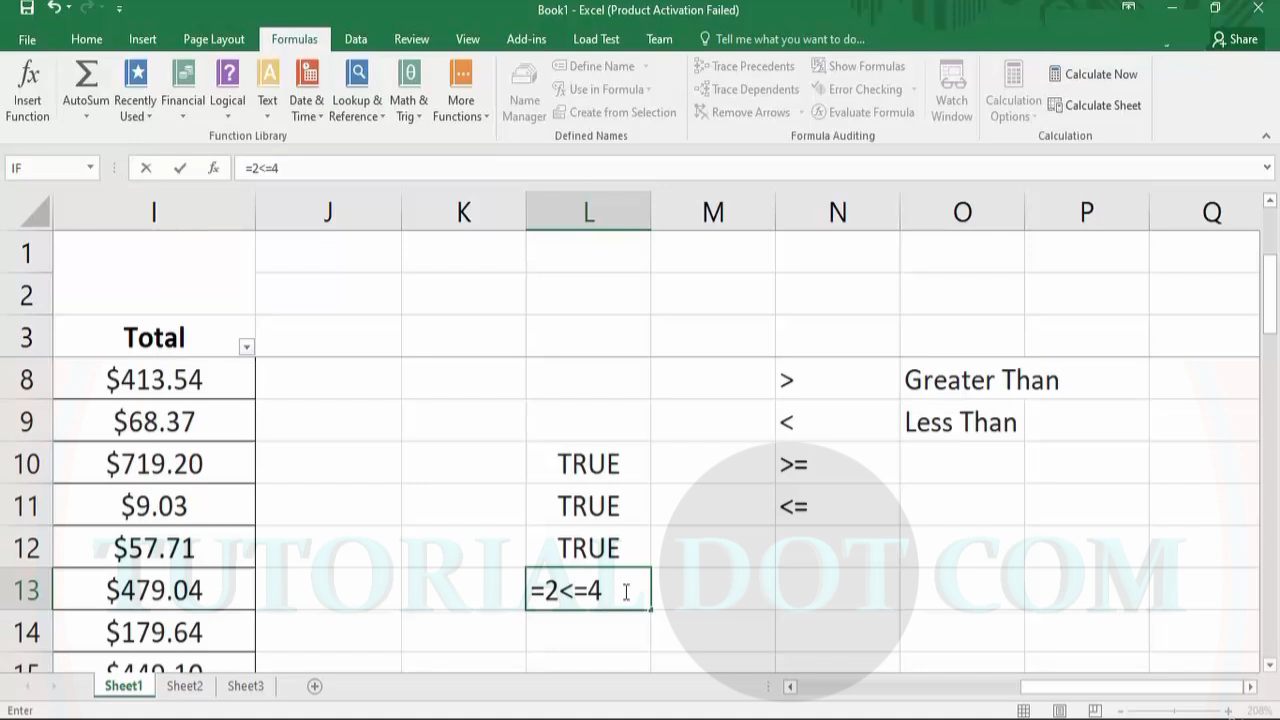 Book1 - Excel (Product Activation Failed)
File Home Insert Page Layout Formulas Data Review View Add-ins Load Test Team Tell me what you want to do... Share
fx Insert Function
AutoSum
Recently Used
Financial
Logical
Text
Date & Time
Lookup & Reference
Math & Trig
More Functions
Function Library
Name Manager
Define Name
Use in Formula
Create from Selection
Defined Names
Trace Precedents
Trace Dependents
Remove Arrows
Show Formulas
Error Checking
Evaluate Formula
Formula Auditing
Watch Window
Calculation Options
Calculate Now
Calculate Sheet
Calculation
IF fx =2<=4
I J K L M N O P Q
1
2
3 Total
8 $413.54 > Greater Than
9 $68.37 < Less Than
10 $719.20 TRUE >=
11 $9.03 TRUE <=
12 $57.71 TRUE
13 $479.04 =2<=4
14 $179.64
15 $449.10
TUTORIAL DOT COM
Sheet1 Sheet2 Sheet3
Enter 208%